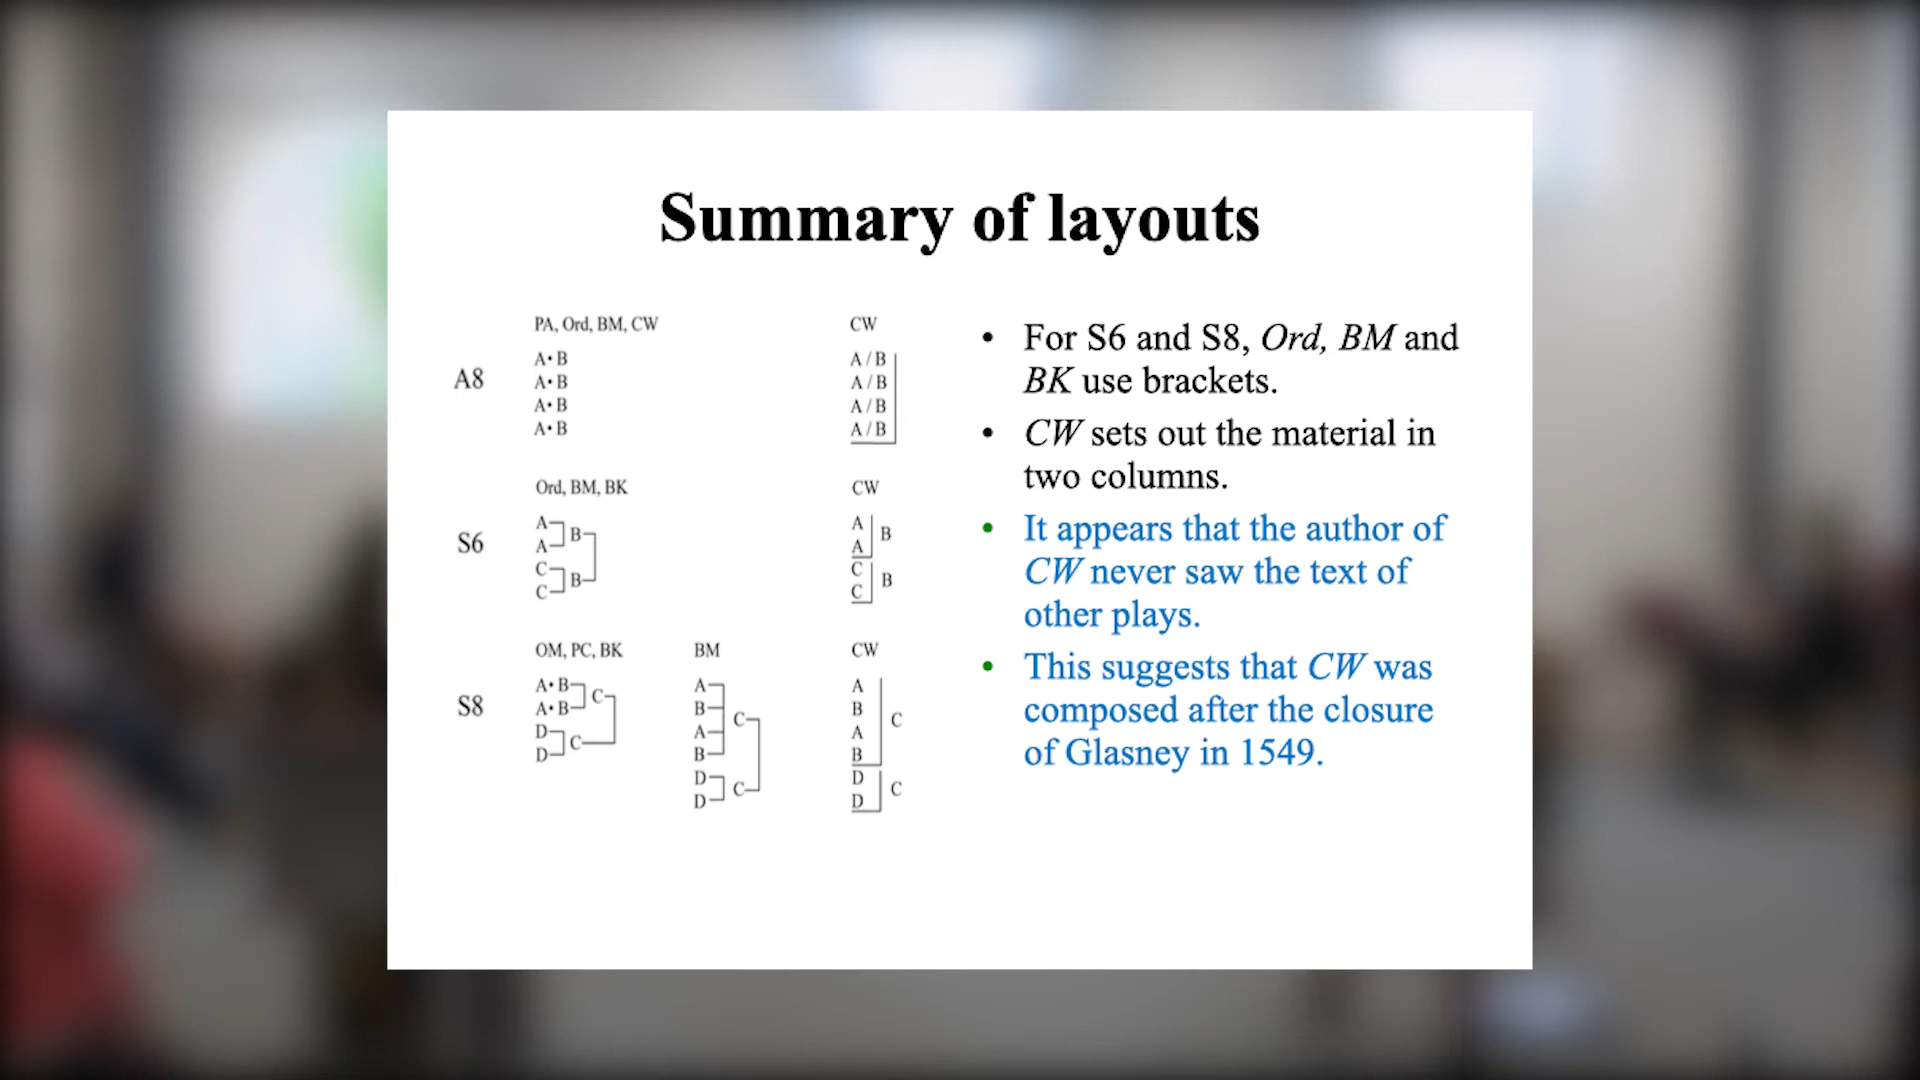 Summary of layouts
PA, Ord, BM, CW
CW
A8
A• B
A• B
A• B
A• B
A / B
A / B
A / B
A / B
Ord, BM, BK
CW
S6
A
A
B
C
C
B
A
A
B
C
C
B
OM, PC, BK
BM
CW
S8
A• B
A• B
C
D
D
C
A
B
A
B
C
D
D
C
A
B
A
B
C
D
D
C
• For S6 and S8, Ord, BM and
BK use brackets.
• CW sets out the material in
two columns.
• It appears that the author of
CW never saw the text of
other plays.
• This suggests that CW was
composed after the closure
of Glasney in 1549.